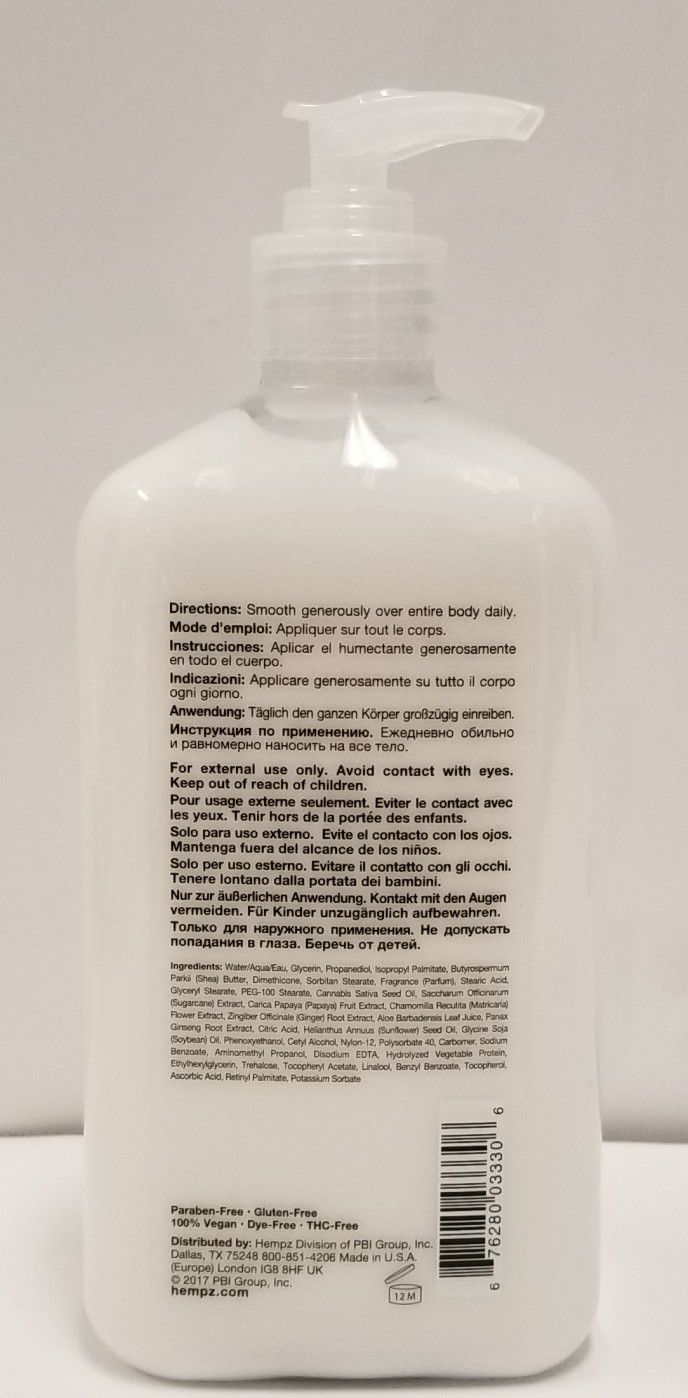 Directions: Smooth generously over entire body daily.
Mode d'emploi: Appliquer sur tout le corps.
Instrucciones: Aplicar el humectante generosamente
en todo el cuerpo.
Indicazioni: Applicare generosamente su tutto il corpo
ogni giorno.
Anwendung: Täglich den ganzen Körper großzügig einreiben.
Инструкция по применению. Ежедневно обильно
и равномерно наносить на все тело.
For external use only. Avoid contact with eyes.
Keep out of reach of children.
Pour usage externe seulement. Eviter le contact avec
les yeux. Tenir hors de la portée des enfants.
Solo para uso externo. Evite el contacto con los ojos.
Mantenga fuera del alcance de los niños.
Solo per uso esterno. Evitare il contatto con gli occhi.
Tenere lontano dalla portata dei bambini.
Nur zur äußerlichen Anwendung. Kontakt mit den Augen
vermeiden. Für Kinder unzugänglich aufbewahren.
Только для наружного применения. Не допускать
попадания в глаза. Беречь от детей.
Ingredients: Water/Aqua/Eau, Glycerin, Propanediol, Isopropyl Palmitate, Butyrospermum
Parkii (Shea) Butter, Dimethicone, Sorbitan Stearate, Fragrance (Parfum), Stearic Acid,
Glyceryl Stearate, PEG-100 Stearate, Cannabis Sativa Seed Oil, Saccharum Officinarum
(Sugarcane) Extract, Carica Papaya (Papaya) Fruit Extract, Chamomilla Recutita (Matricaria)
Flower Extract, Zingiber Officinale (Ginger) Root Extract, Aloe Barbadensis Leaf Juice, Panax
Ginseng Root Extract, Citric Acid, Helianthus Annuus (Sunflower) Seed Oil, Glycine Soja
(Soybean) Oil, Phenoxyethanol, Cetyl Alcohol, Nylon-12, Polysorbate 40, Carbomer, Sodium
Benzoate, Aminomethyl Propanol, Disodium EDTA, Hydrolyzed Vegetable Protein,
Ethylhexylglycerin, Trehalose, Tocopheryl Acetate, Linalool, Benzyl Benzoate, Tocopherol,
Ascorbic Acid, Retinyl Palmitate, Potassium Sorbate
Paraben-Free · Gluten-Free
100% Vegan · Dye-Free · THC-Free
Distributed by: Hempz Division of PBI Group, Inc.
Dallas, TX 75248 800-851-4206 Made in U.S.A.
(Europe) London IG8 8HF UK
© 2017 PBI Group, Inc.
hempz.com
12 M
6 76280 03330 6